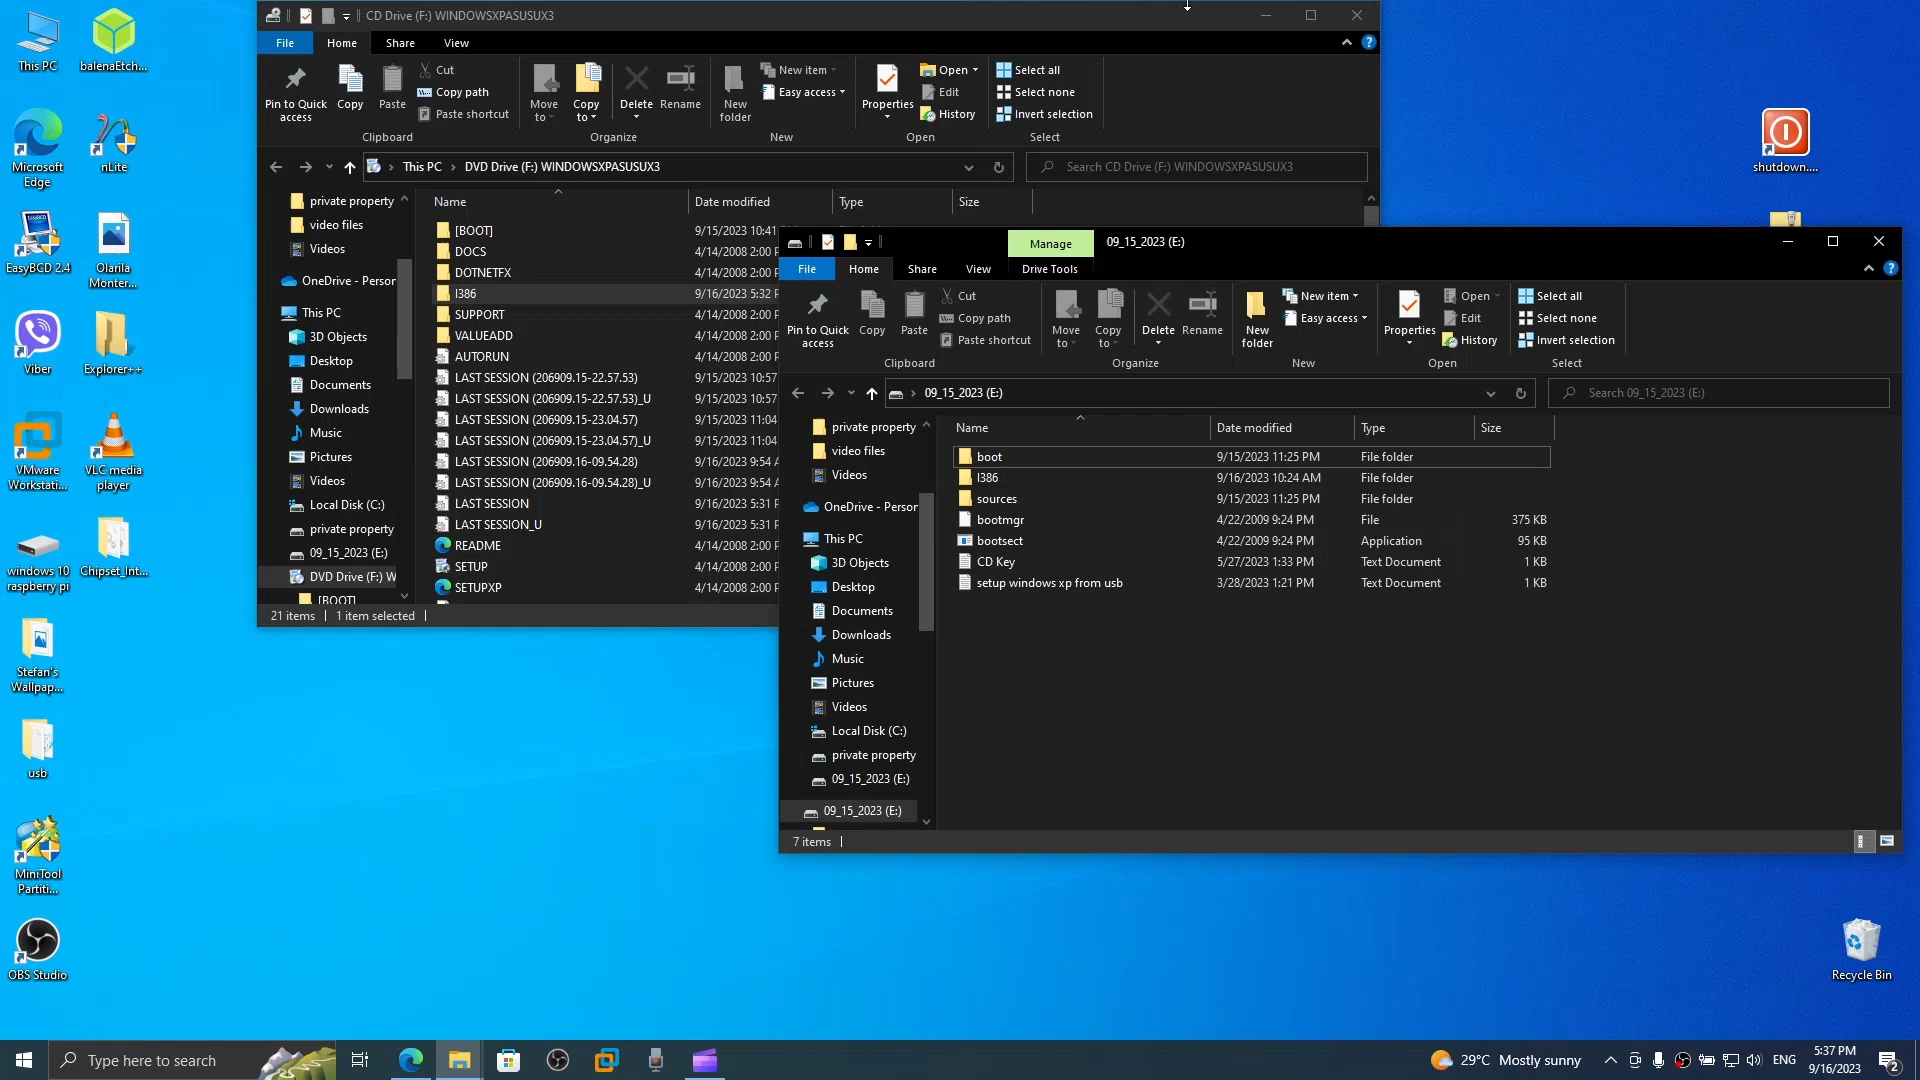 This PC
balenaEtch...
Microsoft Edge
nLite
EasyBCD 2.4
Olarila Monter...
Viber
Explorer++
VMware Workstati...
VLC media player
windows 10 raspberry pi
Chipset_Int...
Stefan's Wallpap...
usb
MiniTool Partiti...
OBS Studio
shutdown....
Recycle Bin
CD Drive (F:) WINDOWSXPASUSUX3
File Home Share View
Pin to Quick access
Copy
Paste
Cut
Copy path
Paste shortcut
Clipboard
Move to
Copy to
Delete
Rename
Organize
New folder
New item
Easy access
New
Properties
Open
Edit
History
Open
Select all
Select none
Invert selection
Select
This PC > DVD Drive (F:) WINDOWSXPASUSUX3
Search CD Drive (F:) WINDOWSXPASUSUX3
private property
video files
Videos
OneDrive - Person
This PC
3D Objects
Desktop
Documents
Downloads
Music
Pictures
Videos
Local Disk (C:)
private property
09_15_2023 (E:)
DVD Drive (F:) W
[BOOT]
Name Date modified Type Size
[BOOT] 9/15/2023 10:41
DOCS 4/14/2008 2:00 P
DOTNETFX 4/14/2008 2:00 P
I386 9/16/2023 5:32 P
SUPPORT 4/14/2008 2:00 P
VALUEADD 4/14/2008 2:00 P
AUTORUN 4/14/2008 2:00 P
LAST SESSION (206909.15-22.57.53) 9/15/2023 10:57
LAST SESSION (206909.15-22.57.53)_U 9/15/2023 10:57
LAST SESSION (206909.15-23.04.57) 9/15/2023 11:04
LAST SESSION (206909.15-23.04.57)_U 9/15/2023 11:04
LAST SESSION (206909.16-09.54.28) 9/16/2023 9:54 A
LAST SESSION (206909.16-09.54.28)_U 9/16/2023 9:54 A
LAST SESSION 9/16/2023 5:31 P
LAST SESSION_U 9/16/2023 5:31 P
README 4/14/2008 2:00 P
SETUP 4/14/2008 2:00 P
SETUPXP 4/14/2008 2:00 P
21 items 1 item selected
Manage 09_15_2023 (E:)
File Home Share View Drive Tools
Pin to Quick access
Copy
Paste
Cut
Copy path
Paste shortcut
Clipboard
Move to
Copy to
Delete
Rename
Organize
New folder
New item
Easy access
New
Properties
Open
Edit
History
Open
Select all
Select none
Invert selection
Select
09_15_2023 (E:)
Search 09_15_2023 (E:)
private property
video files
Videos
OneDrive - Person
This PC
3D Objects
Desktop
Documents
Downloads
Music
Pictures
Videos
Local Disk (C:)
private property
09_15_2023 (E:)
09_15_2023 (E:)
Name Date modified Type Size
boot 9/15/2023 11:25 PM File folder
I386 9/16/2023 10:24 AM File folder
sources 9/15/2023 11:25 PM File folder
bootmgr 4/22/2009 9:24 PM File 375 KB
bootsect 4/22/2009 9:24 PM Application 95 KB
CD Key 5/27/2023 1:33 PM Text Document 1 KB
setup windows xp from usb 3/28/2023 1:21 PM Text Document 1 KB
7 items
Type here to search
29°C Mostly sunny
ENG
5:37 PM
9/16/2023
2